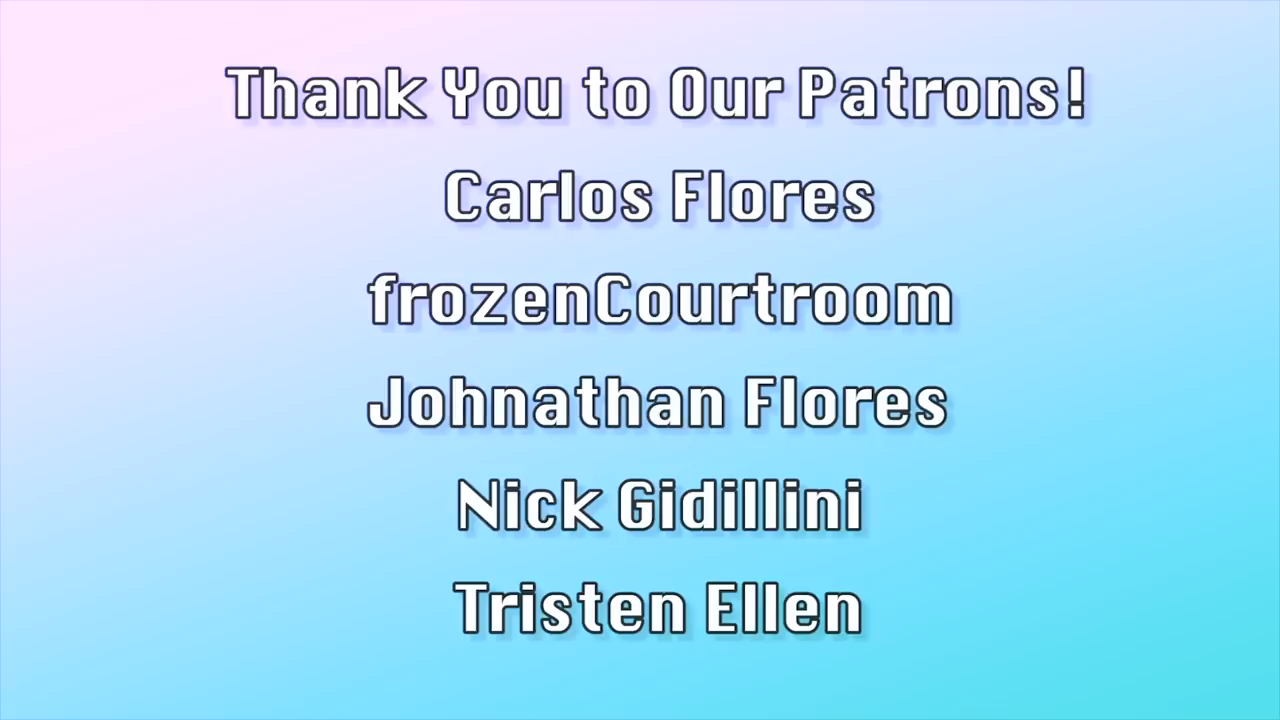 Thank You to Our Patrons!
Carlos Flores
frozenCourtroom
Johnathan Flores
Nick Gidillini
Tristen Ellen